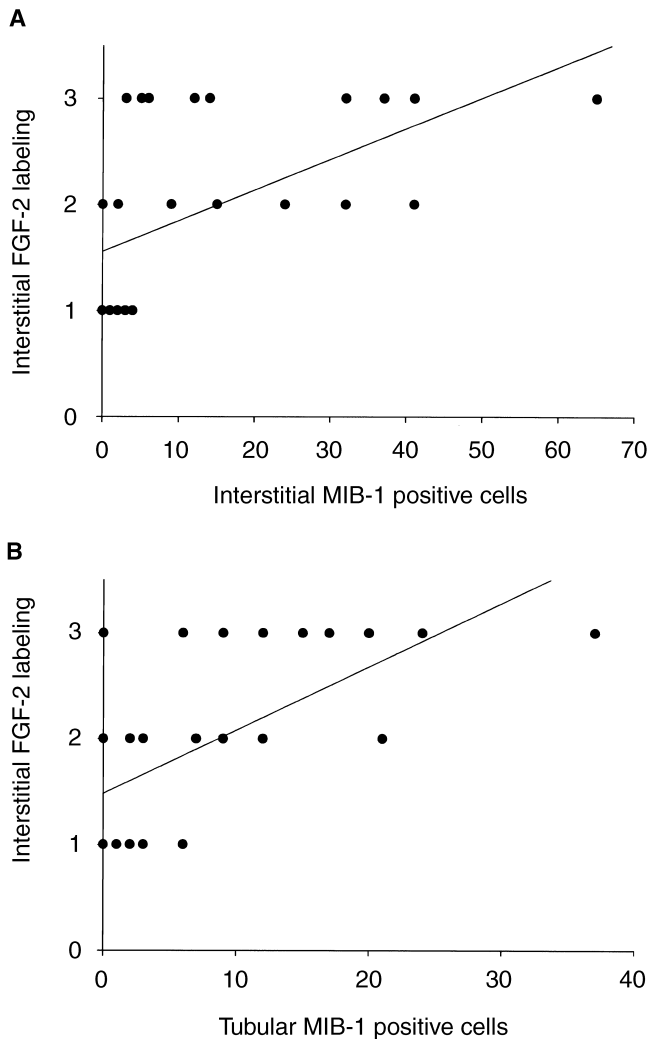 A
3
2
1
0
Interstitial FGF-2 labeling
0 10 20 30 40 50 60 70
Interstitial MIB-1 positive cells
B
3
2
1
0
Interstitial FGF-2 labeling
0 10 20 30 40
Tubular MIB-1 positive cells